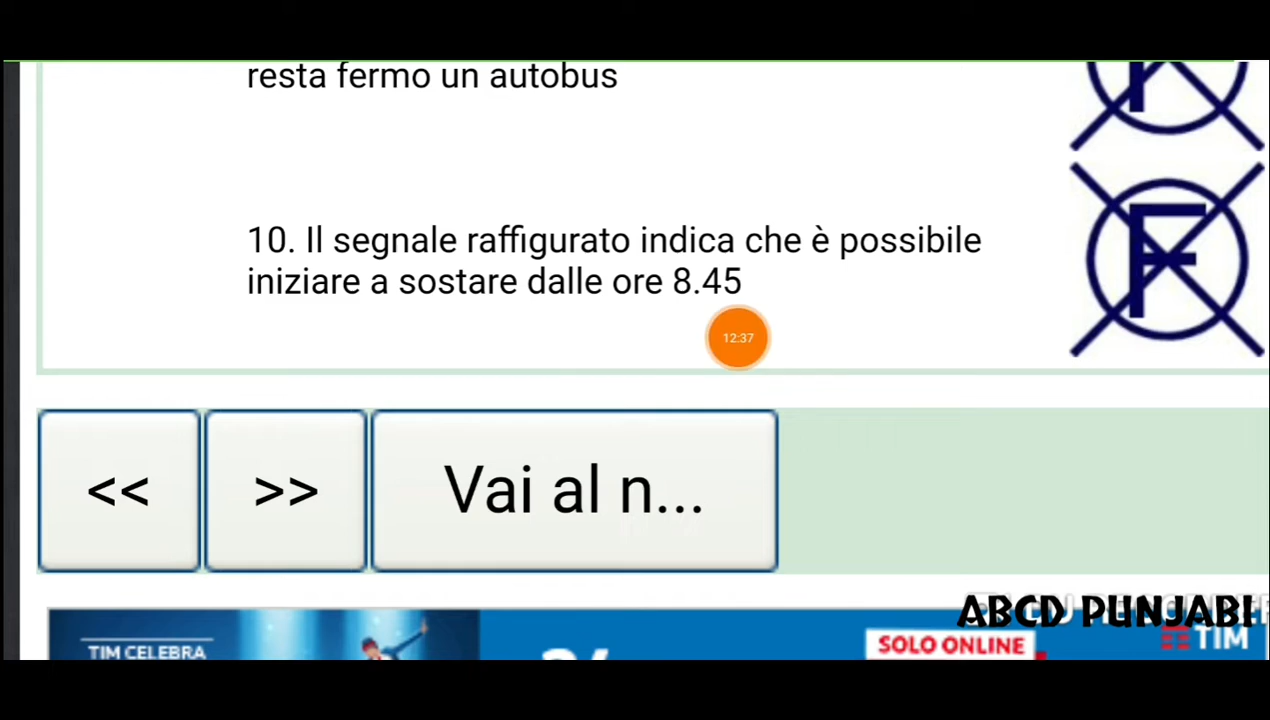 resta fermo un autobus
F
10. Il segnale raffigurato indica che è possibile
iniziare a sostare dalle ore 8.45
F
12:37
<< >> Vai al n...
ABCD PUNJABI
TIM CELEBRA
SOLO ONLINE
TIM